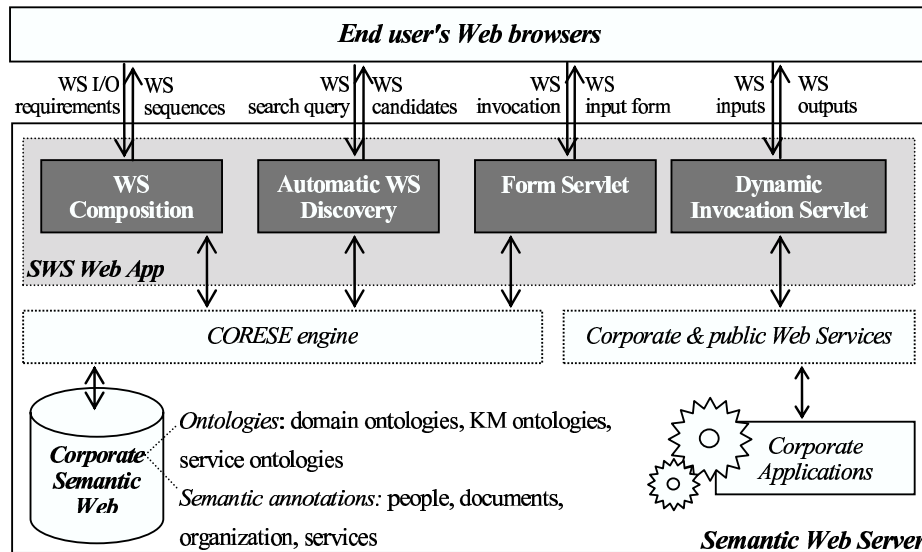 End user's Web browsers
WS I/O
requirements
WS
sequences
WS
search query
WS
candidates
WS
invocation
WS
input form
WS
inputs
WS
outputs
WS
Composition
Automatic WS
Discovery
Form Servlet
Dynamic
Invocation Servlet
SWS Web App
CORESE engine
Corporate & public Web Services
Corporate
Semantic
Web
Ontologies: domain ontologies, KM ontologies,
service ontologies
Semantic annotations: people, documents,
organization, services
Corporate
Applications
Semantic Web Server